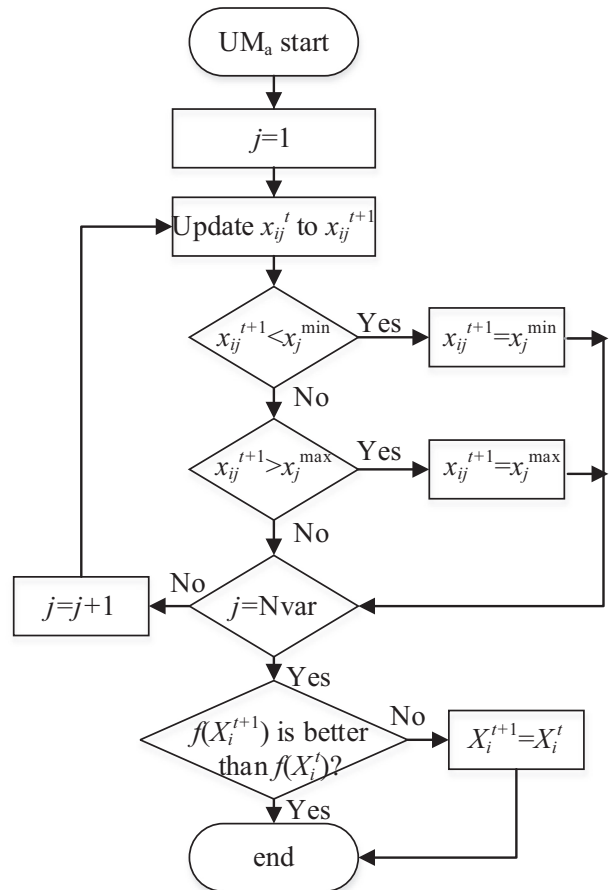 UMₐ start
j=1
Update xᵢⱼᵗ to xᵢⱼᵗ⁺¹
xᵢⱼᵗ⁺¹<xⱼᵐⁱⁿ
Yes
xᵢⱼᵗ⁺¹=xⱼᵐⁱⁿ
No
xᵢⱼᵗ⁺¹>xⱼᵐᵃˣ
Yes
xᵢⱼᵗ⁺¹=xⱼᵐᵃˣ
No
j=j+1
No
j=Nvar
Yes
f(Xᵢᵗ⁺¹) is better
than f(Xᵢᵗ)?
No
Xᵢᵗ⁺¹=Xᵢᵗ
Yes
end